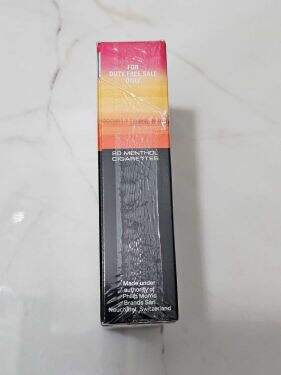 FOR
DUTY FREE SALE
ONLY
20 MENTHOL
CIGARETTES
Made under
authority of
Philip Morris
Brands Sàrl
Neuchâtel, Switzerland